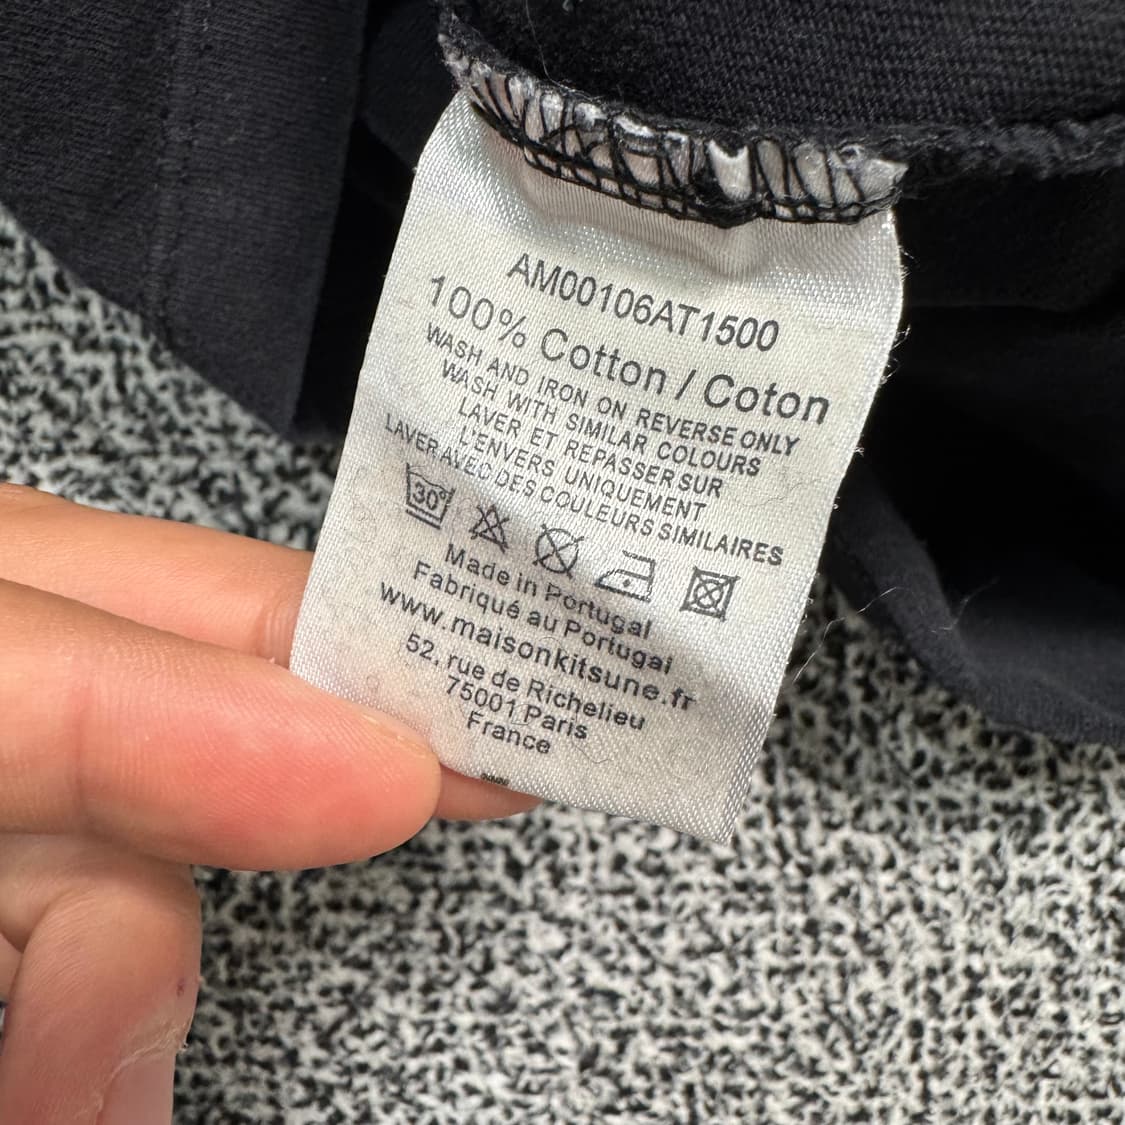 AM00106AT1500
100% Cotton / Coton
WASH AND IRON ON REVERSE ONLY
WASH WITH SIMILAR COLOURS
LAVER ET REPASSER SUR
L'ENVERS UNIQUEMENT
LAVER AVEC DES COULEURS SIMILAIRES
30°
Made in Portugal
Fabriqué au Portugal
www.maisonkitsune.fr
52, rue de Richelieu
75001 Paris
France